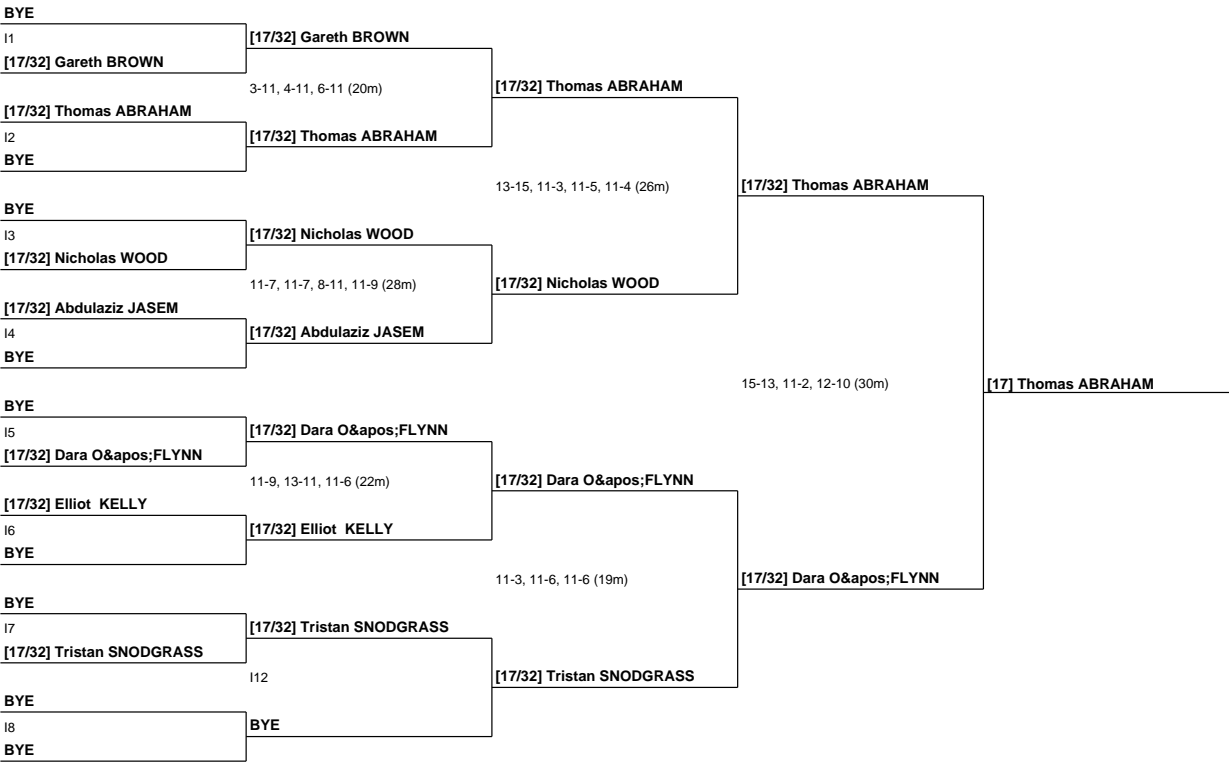 BYE
I1
[17/32] Gareth BROWN
[17/32] Gareth BROWN
3-11, 4-11, 6-11 (20m)
[17/32] Thomas ABRAHAM
[17/32] Thomas ABRAHAM
I2
[17/32] Thomas ABRAHAM
BYE
13-15, 11-3, 11-5, 11-4 (26m)
[17/32] Thomas ABRAHAM
BYE
I3
[17/32] Nicholas WOOD
[17/32] Nicholas WOOD
11-7, 11-7, 8-11, 11-9 (28m)
[17/32] Nicholas WOOD
[17/32] Abdulaziz JASEM
I4
[17/32] Abdulaziz JASEM
BYE
15-13, 11-2, 12-10 (30m)
[17] Thomas ABRAHAM
BYE
I5
[17/32] Dara O&apos;FLYNN
[17/32] Dara O&apos;FLYNN
11-9, 13-11, 11-6 (22m)
[17/32] Dara O&apos;FLYNN
[17/32] Elliot  KELLY
I6
[17/32] Elliot  KELLY
BYE
11-3, 11-6, 11-6 (19m)
[17/32] Dara O&apos;FLYNN
BYE
I7
[17/32] Tristan SNODGRASS
[17/32] Tristan SNODGRASS
I12
[17/32] Tristan SNODGRASS
BYE
I8
BYE
BYE